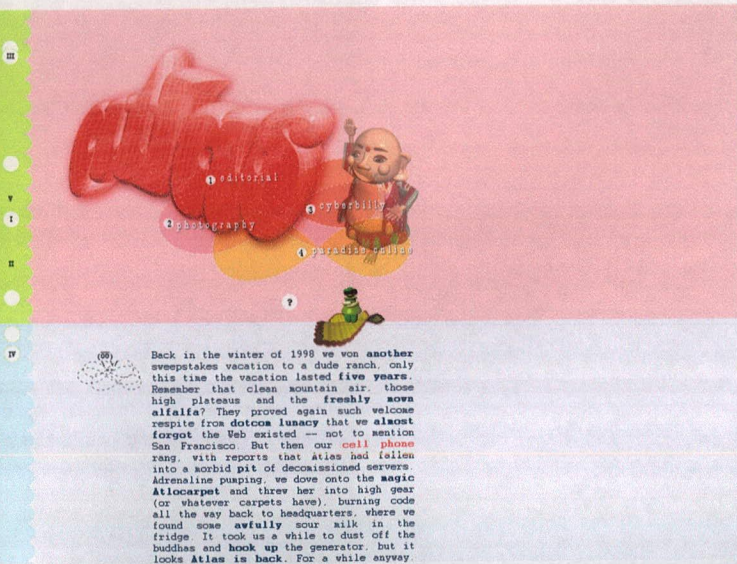 III
atlas
1 editorial
3 cyberbilly
2 photography
4 paradize online
V
I
II
?
IV
(00)
Back in the winter of 1998 we won another
sweepstakes vacation to a dude ranch, only
this time the vacation lasted five years.
Remember that clean mountain air, those
high plateaus and the freshly mown
alfalfa? They proved again such welcome
respite from dotcom lunacy that we almost
forgot the Web existed -- not to mention
San Francisco. But then our cell phone
rang, with reports that Atlas had fallen
into a morbid pit of decomissioned servers.
Adrenaline pumping, we dove onto the magic
Atlocarpet and threw her into high gear
(or whatever carpets have), burning code
all the way back to headquarters, where we
found some awfully sour milk in the
fridge. It took us a while to dust off the
buddhas and hook up the generator, but it
looks Atlas is back. For a while anyway.